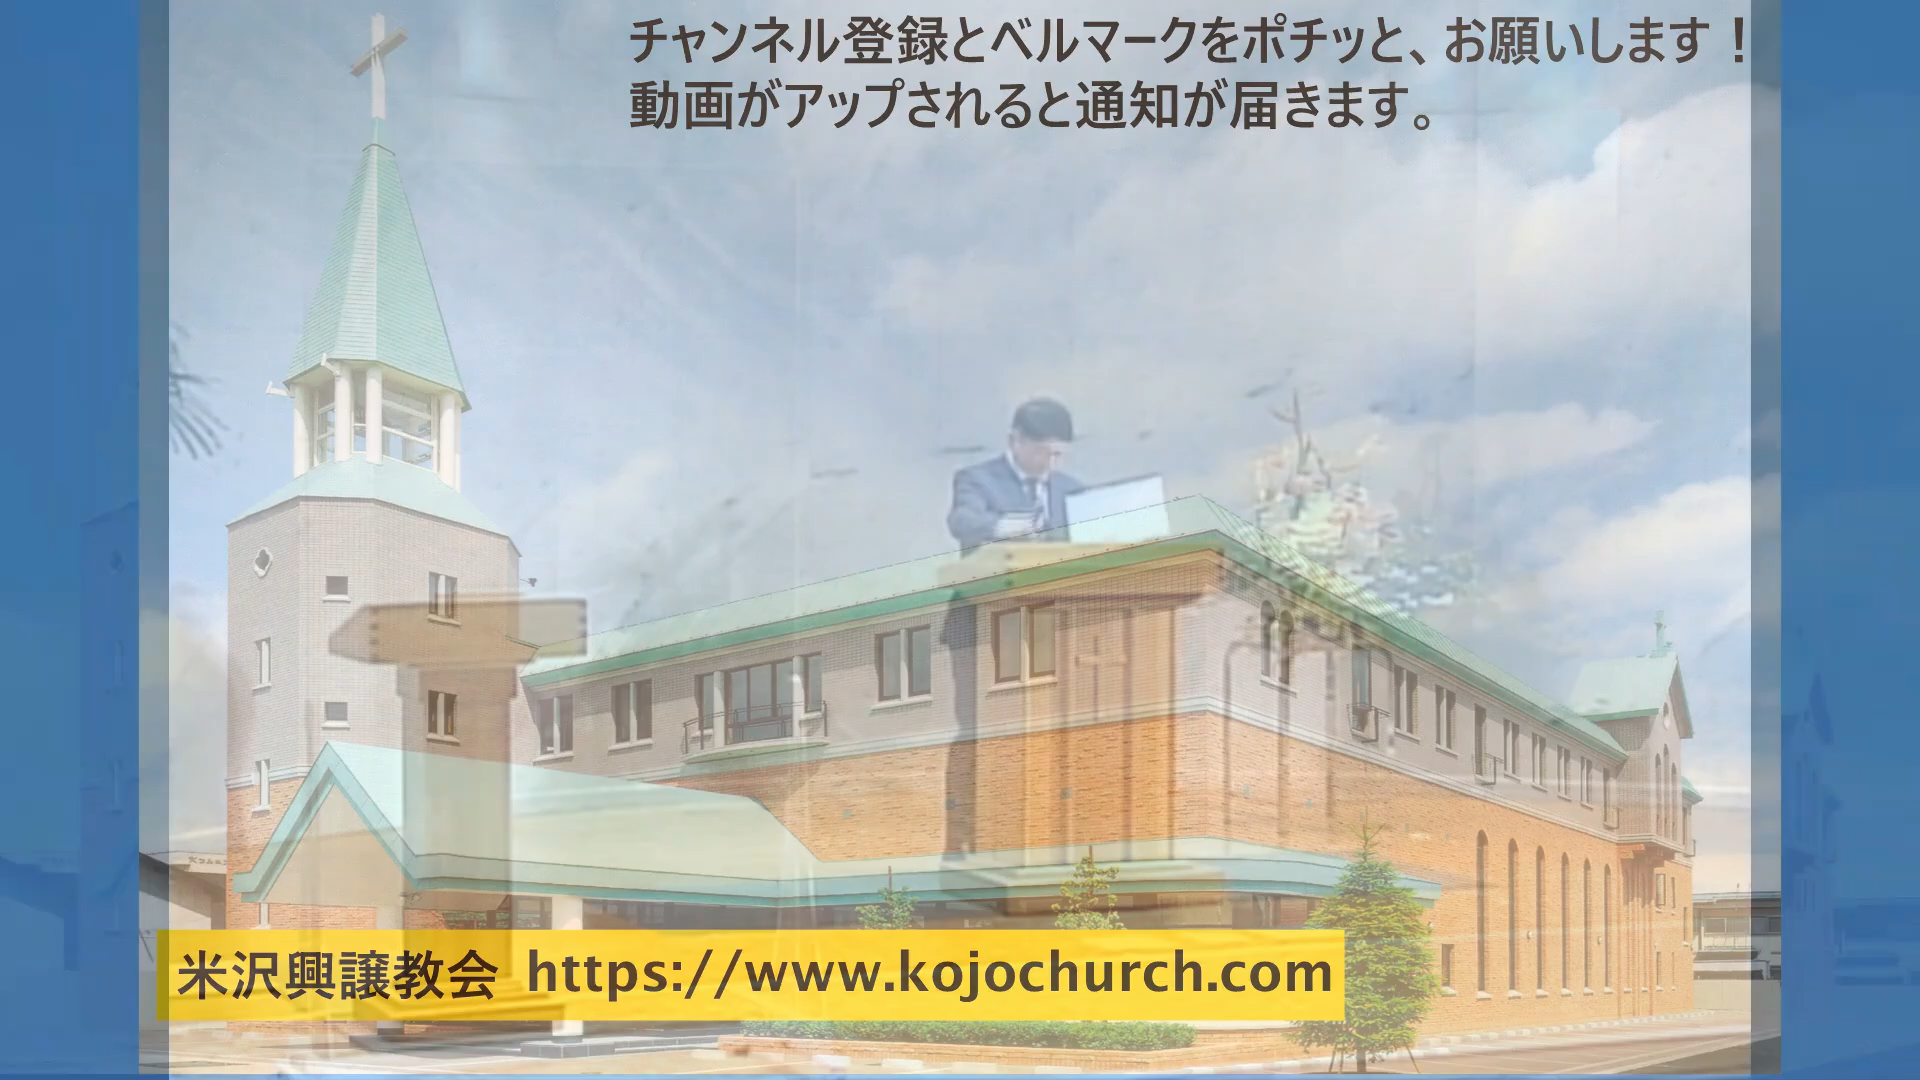 チャンネル登録とベルマークをポチッと、お願いします！
動画がアップされると通知が届きます。
米沢興譲教会 https://www.kojochurch.com